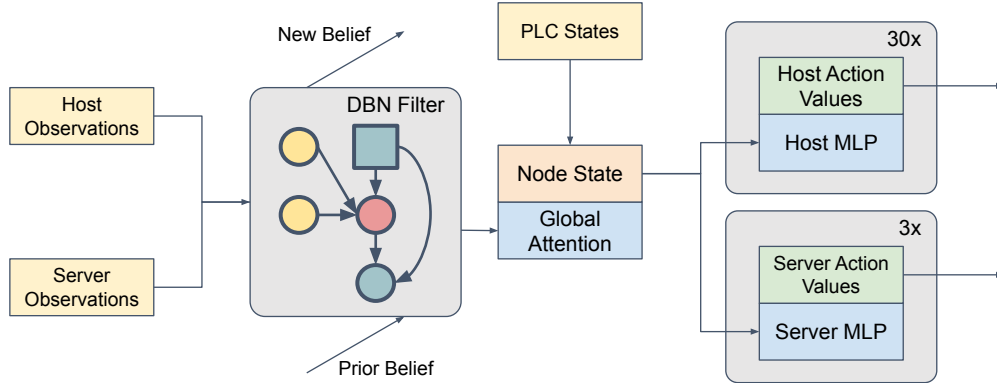 New Belief
PLC States
30x
Host
Observations
DBN Filter
Host Action
Values
Host MLP
Node State
Global
Attention
3x
Server
Observations
Server Action
Values
Server MLP
Prior Belief